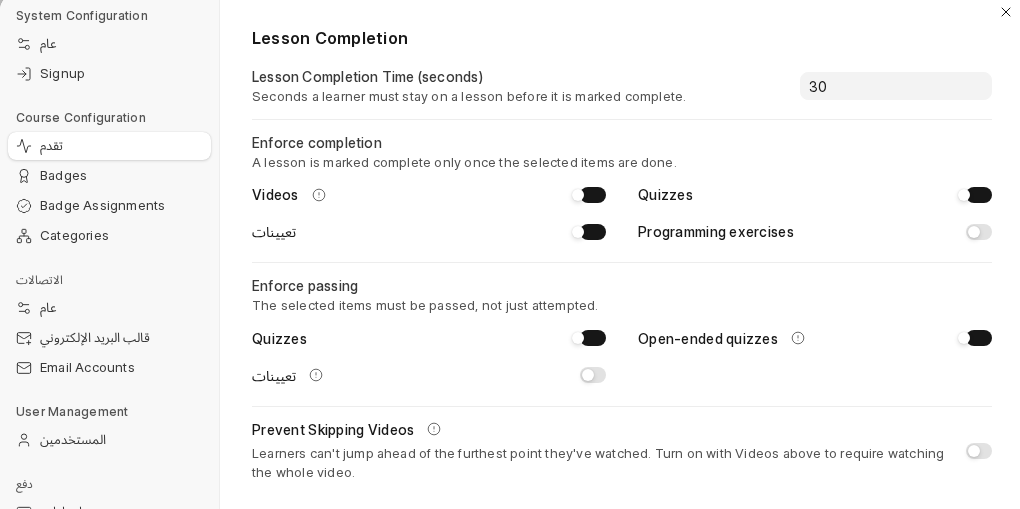 System Configuration
عام
Signup
Course Configuration
تقدم
Badges
Badge Assignments
Categories
الاتصالات
عام
قالب البريد الإلكتروني
Email Accounts
User Management
المستخدمين
دفع
Lesson Completion
Lesson Completion Time (seconds)
Seconds a learner must stay on a lesson before it is marked complete.
30
Enforce completion
A lesson is marked complete only once the selected items are done.
Videos
Quizzes
تعيينات
Programming exercises
Enforce passing
The selected items must be passed, not just attempted.
Quizzes
Open-ended quizzes
تعيينات
Prevent Skipping Videos
Learners can't jump ahead of the furthest point they've watched. Turn on with Videos above to require watching
the whole video.